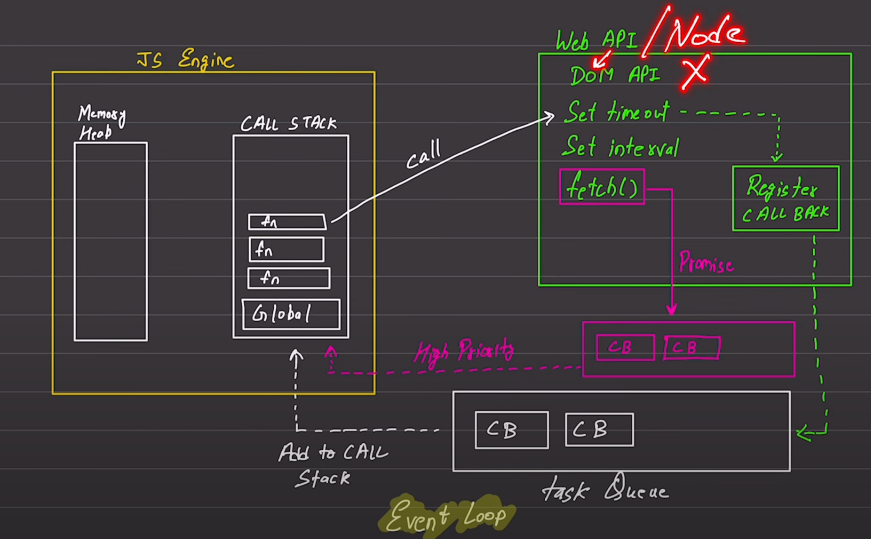 JS Engine
Memory
Heap
CALL STACK
fn
fn
fn
Global
call
Web API /Node
DOM API X
Set timeout
Set interval
fetch()
Register
CALL BACK
Promise
CB CB
High Priority
CB CB
Add to CALL
Stack
task Queue
Event Loop